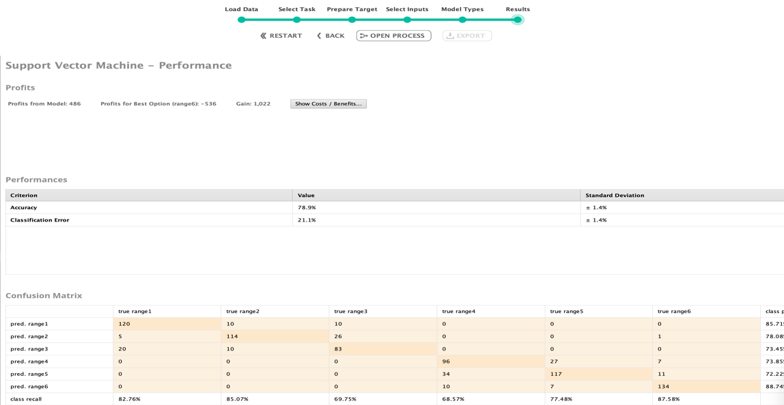 Load Data Select Task Prepare Target Select Inputs Model Types Results
RESTART BACK OPEN PROCESS EXPORT
Support Vector Machine - Performance
Profits
Profits from Model: 486 Profits for Best Option (range6): -536 Gain: 1,022 Show Costs / Benefits...
Performances
Criterion Value Standard Deviation
Accuracy 78.9% ± 1.4%
Classification Error 21.1% ± 1.4%
Confusion Matrix
true range1 true range2 true range3 true range4 true range5 true range6 class p
pred. range1 120 10 10 0 0 0 85.71
pred. range2 5 114 26 0 0 1 78.08
pred. range3 20 10 83 0 0 0 73.45
pred. range4 0 0 0 96 27 7 73.85
pred. range5 0 0 0 34 117 11 72.22
pred. range6 0 0 0 10 7 134 88.74
class recall 82.76% 85.07% 69.75% 68.57% 77.48% 87.58%